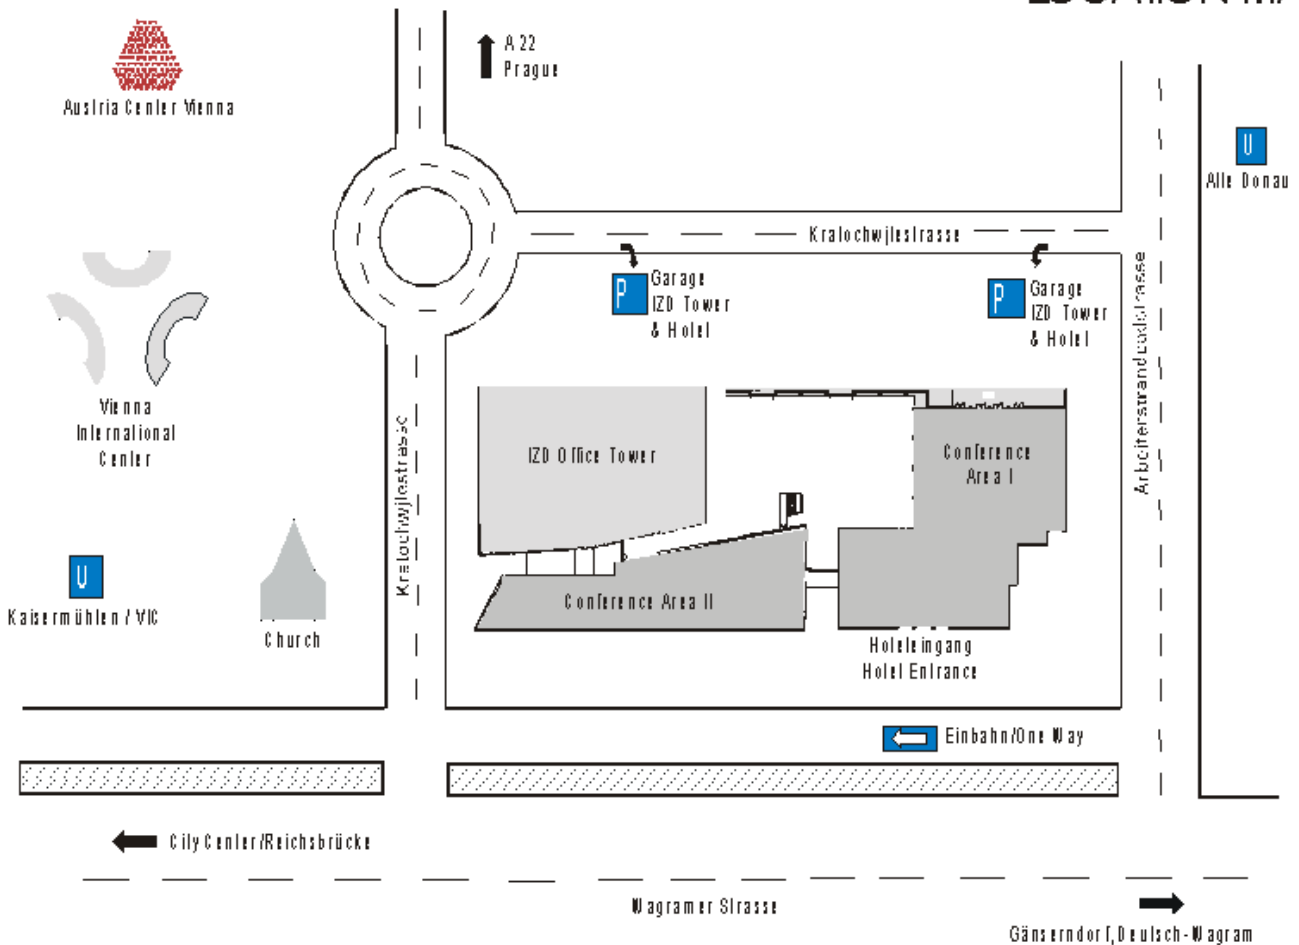 A 22
Prague
Austria Center Vienna
U
Alte Donau
Kratochwjlestrasse
P
Garage
IZD Tower
& Hotel
P
Garage
IZD Tower
& Hotel
Vienna
International
Center
Kratochwjlestrasse
Arbeiterstrandbadstrasse
IZD Office Tower
Conference
Area I
U
Kaisermühlen / VIC
Church
Conference Area II
Hoteleingang
Hotel Entrance
Einbahn/One Way
City Center/Reichsbrücke
Wagramer Strasse
Gänserndorf, Deutsch-Wagram